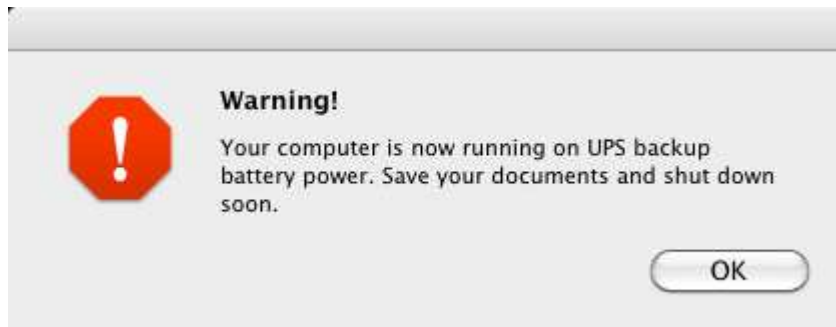 Warning!
Your computer is now running on UPS backup
battery power. Save your documents and shut down
soon.
OK